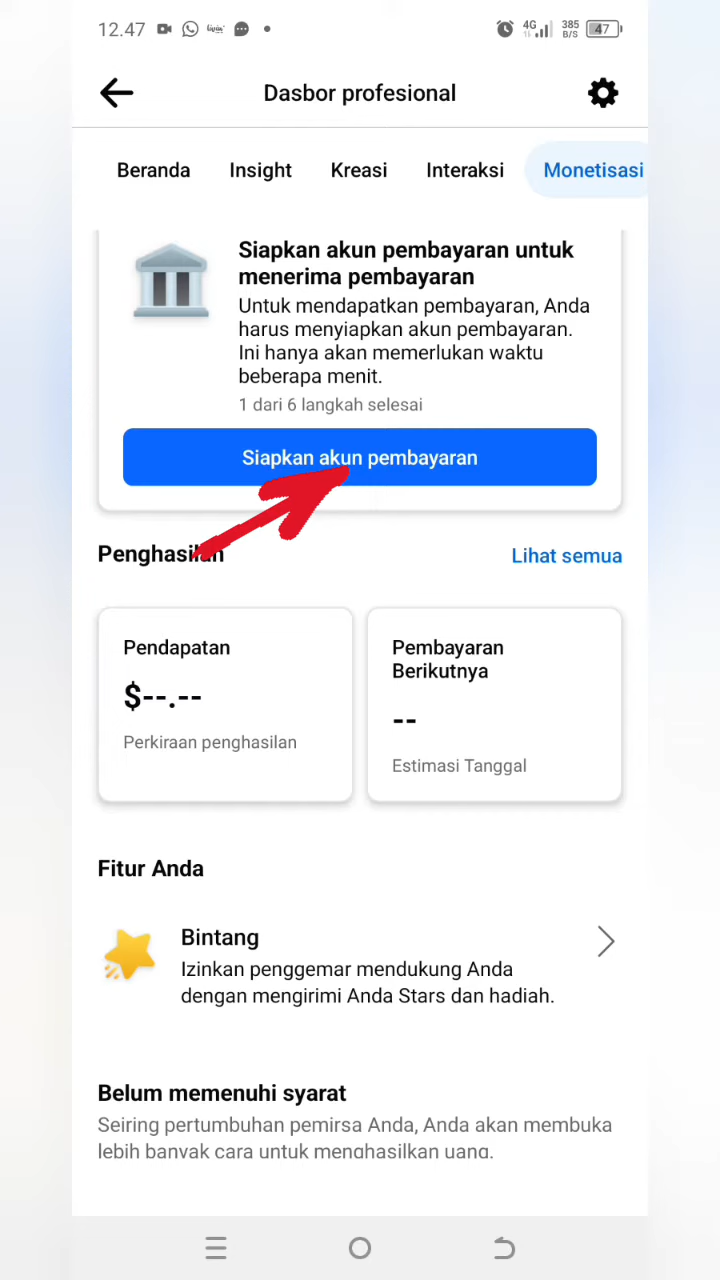 12.47
4G
385
B/S
47
Dasbor profesional
Beranda Insight Kreasi Interaksi Monetisasi
Siapkan akun pembayaran untuk
menerima pembayaran
Untuk mendapatkan pembayaran, Anda
harus menyiapkan akun pembayaran.
Ini hanya akan memerlukan waktu
beberapa menit.
1 dari 6 langkah selesai
Siapkan akun pembayaran
Penghasilan
Lihat semua
Pendapatan
$--.--
Perkiraan penghasilan
Pembayaran
Berikutnya
--
Estimasi Tanggal
Fitur Anda
Bintang
Izinkan penggemar mendukung Anda
dengan mengirimi Anda Stars dan hadiah.
Belum memenuhi syarat
Seiring pertumbuhan pemirsa Anda, Anda akan membuka
lebih banyak cara untuk menghasilkan uang.